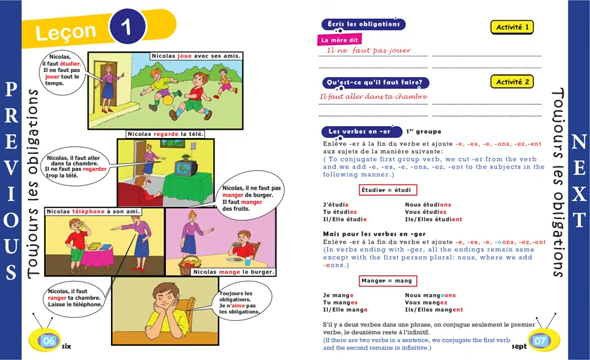 PREVIOUS
Toujours les obligations
Leçon 1
Nicolas,
il faut étudier.
Il ne faut pas
jouer tout le
temps.
Nicolas joue avec ses amis.
Nicolas regarde la télé.
Nicolas, il faut aller
dans ta chambre.
Il ne faut pas regarder
trop la télé.
Nicolas, il ne faut pas
manger de burger.
Il faut manger
des fruits.
Nicolas téléphone à son ami.
Nicolas mange le burger.
Nicolas, il faut
ranger ta chambre.
Laisse le téléphone.
Toujours les
obligations.
Je n'aime pas
les obligations.
06
six
Écris les obligations
Activité 1
La mère dit
Il ne faut pas jouer
Qu'est-ce qu'il faut faire?
Activité 2
Il faut aller dans ta chambre
Les verbes en -er 1er groupe
Enlève -er à la fin du verbe et ajoute -e, -es, -e, -ons, -ez,-ent
aux sujets de la manière suivante:
( To conjugate first group verb, we cut -er from the verb
and we add -e, -es, -e, -ons, -ez, -ent to the subjects in the
following manner.)
Étudier = étudi
J'étudie Nous étudions
Tu étudies Vous étudiez
Il/Elle étudie Ils/Elles étudient
Mais pour les verbes en -ger
Enlève -er à la fin du verbe et ajoute -e, -es, -e, -eons, -ez,-ent
(In verbs ending with -ger, all the endings remain same
except with the first person plural: nous, where we add
-eons.)
Manger = mang
Je mange Nous mangeons
Tu manges Vous mangez
Il/Elle mange Ils/Elles mangent
S'il y a deux verbes dans une phrase, on conjugue seulement le premier
verbe, le deuxième reste à l'infinitif.
(If there are two verbs in a sentence, we conjugate the first verb
and the second remains in infinitive.)
sept
07
Toujours les obligations
NEXT